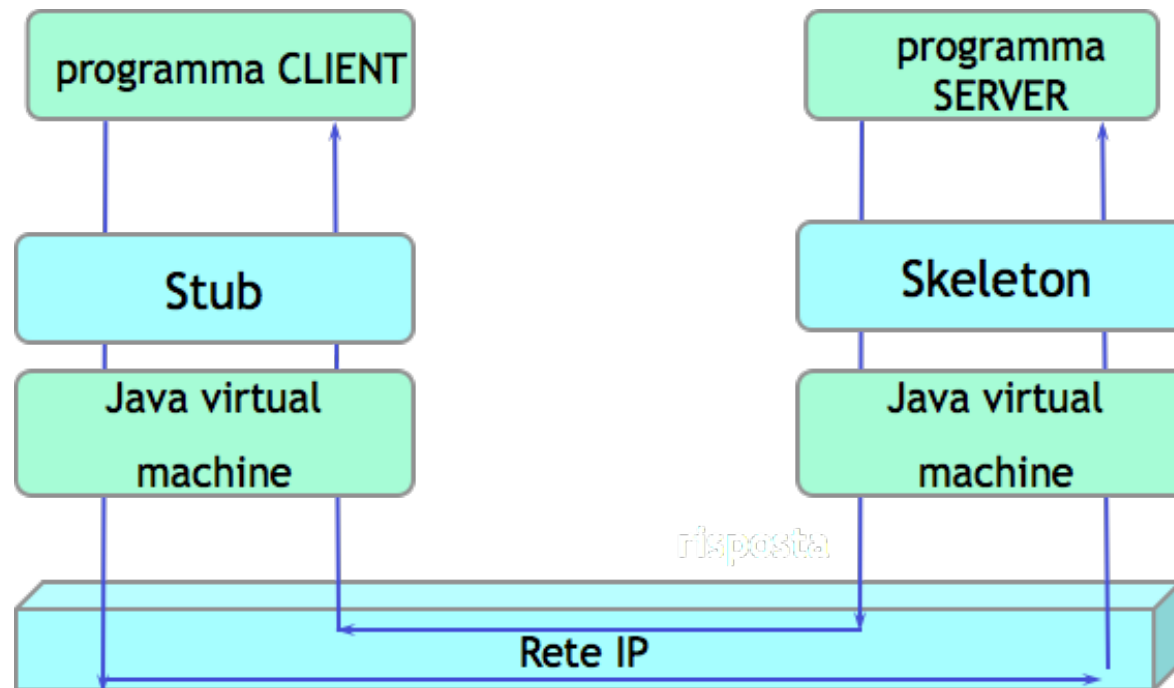 programma CLIENT
programma
SERVER
Stub
Skeleton
Java virtual
machine
Java virtual
machine
risposta
Rete IP